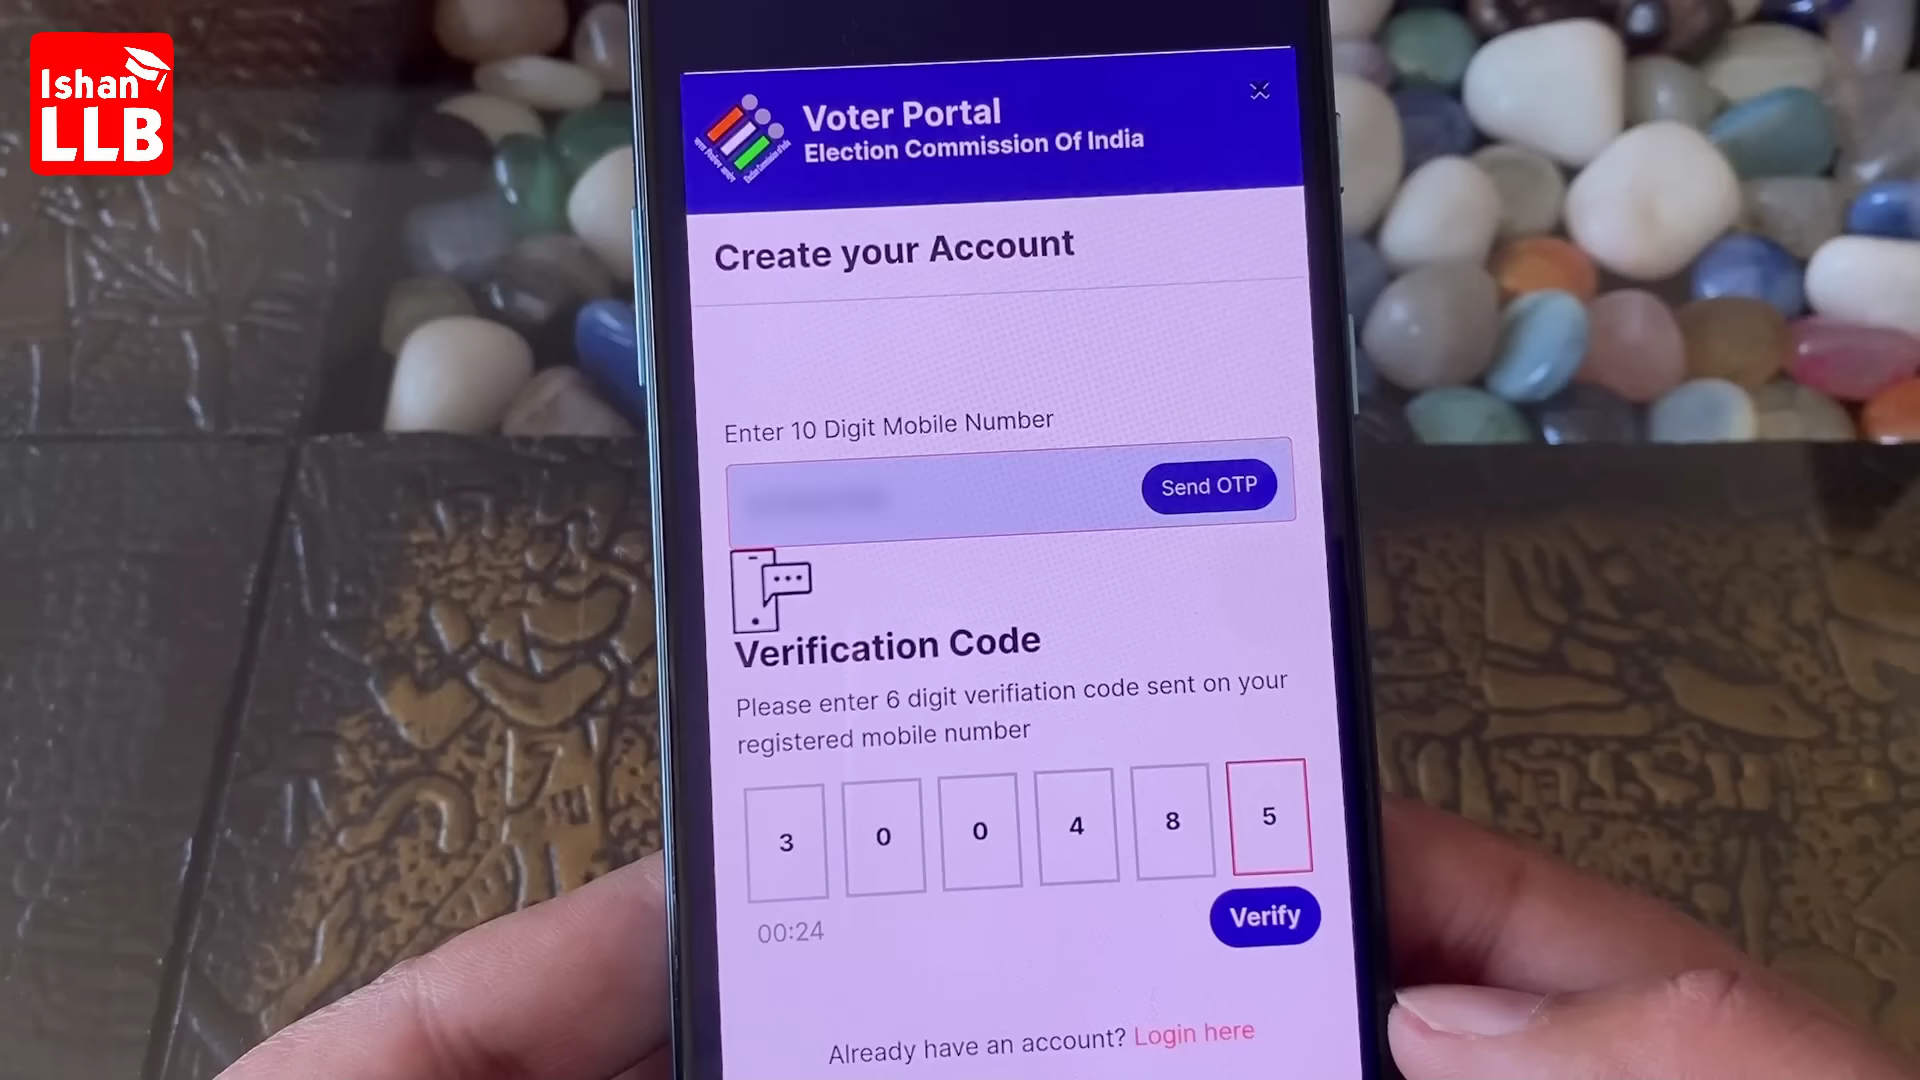 Ishan
LLB
Voter Portal
Election Commission Of India
Create your Account
Enter 10 Digit Mobile Number
Send OTP
Verification Code
Please enter 6 digit verifiation code sent on your
registered mobile number
3 0 0 4 8 5
00:24
Verify
Already have an account? Login here